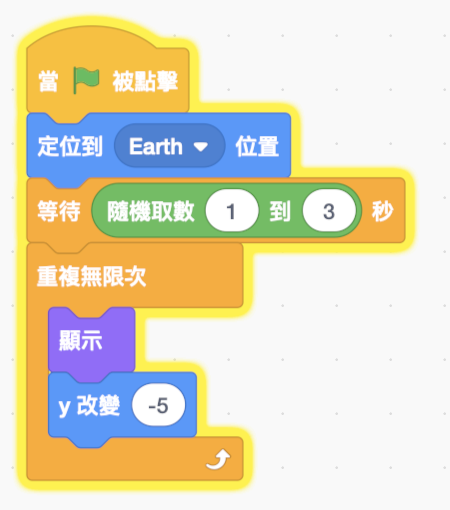 當 被點擊
定位到 Earth 位置
等待 隨機取數 1 到 3 秒
重複無限次
顯示
y 改變 -5